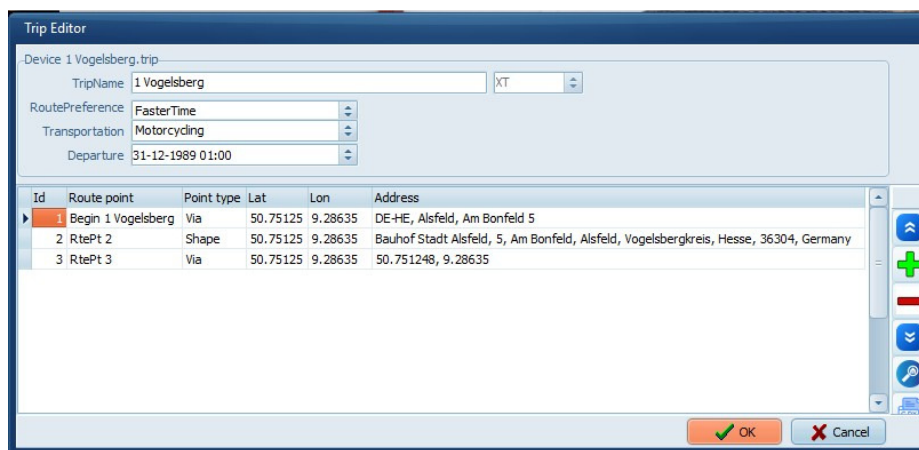 Trip Editor
Device 1 Vogelsberg.trip
TripName 1 Vogelsberg XT
RoutePreference FasterTime
Transportation Motorcycling
Departure 31-12-1989 01:00
Id Route point Point type Lat Lon Address
1 Begin 1 Vogelsberg Via 50.75125 9.28635 DE-HE, Alsfeld, Am Bonfeld 5
2 RtePt 2 Shape 50.75125 9.28635 Bauhof Stadt Alsfeld, 5, Am Bonfeld, Alsfeld, Vogelsbergkreis, Hesse, 36304, Germany
3 RtePt 3 Via 50.75125 9.28635 50.751248, 9.28635
OK Cancel